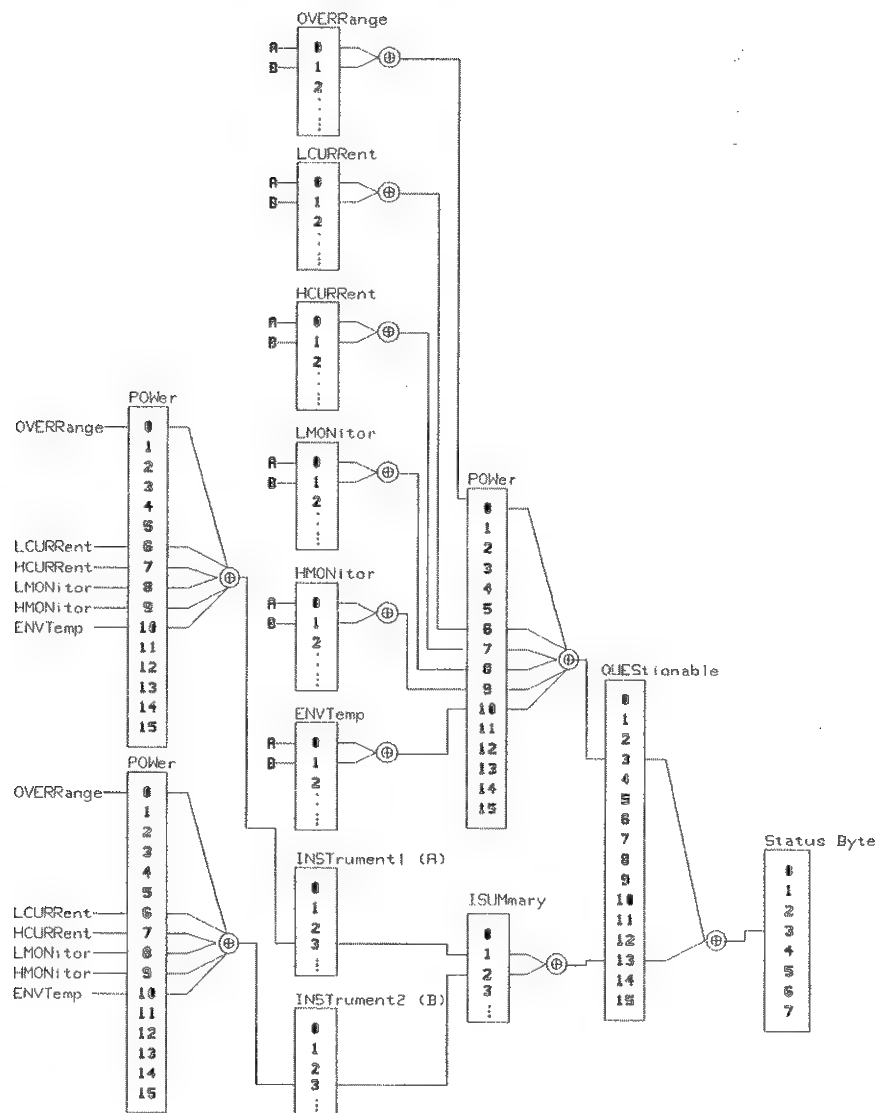 OVERRange
A 0
B 1
2
LCURRent
A 0
B 1
2
HCURRent
A 0
B 1
2
LMONitor
A 0
B 1
2
HMONitor
A 0
B 1
2
ENVTemp
A 0
B 1
2
POWer
OVERRange 0
1
2
3
4
5
LCURRent 6
HCURRent 7
LMONitor 8
HMONitor 9
ENVTemp 10
11
12
13
14
15
POWer
OVERRange 0
1
2
3
4
5
LCURRent 6
HCURRent 7
LMONitor 8
HMONitor 9
ENVTemp 10
11
12
13
14
15
INSTrument1 (A)
0
1
2
3
INSTrument2 (B)
0
1
2
3
POWer
0
1
2
3
4
5
6
7
8
9
10
11
12
13
14
15
ISUMmary
0
1
2
3
QUEStionable
0
1
2
3
4
5
6
7
8
9
10
11
12
13
14
15
Status Byte
0
1
2
3
4
5
6
7